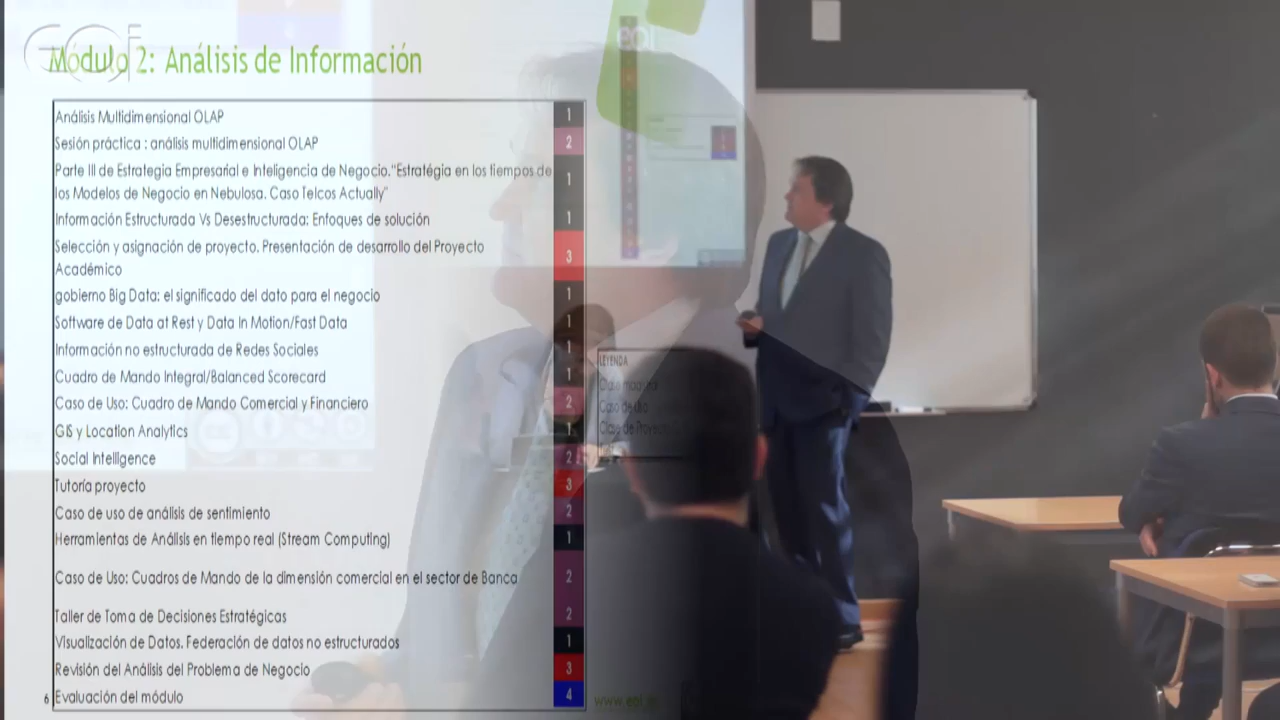 eoi
eoi
Módulo 2: Análisis de Información
Análisis Multidimensional OLAP 1
Sesión práctica : análisis multidimensional OLAP 2
Parte III de Estrategia Empresarial e Inteligencia de Negocio."Estratégia en los tiempos de
los Modelos de Negocio en Nebulosa. Caso Telcos Actually" 1
Información Estructurada Vs Desestructurada: Enfoques de solución 1
Selección y asignación de proyecto. Presentación de desarrollo del Proyecto
Académico 3
gobierno Big Data: el significado del dato para el negocio 1
Software de Data at Rest y Data In Motion/Fast Data 1
Información no estructurada de Redes Sociales 1
LEYENDA
Cuadro de Mando Integral/Balanced Scorecard 1
Caso de Uso: Cuadro de Mando Comercial y Financiero 2
Caso de Uso
GIS y Location Analytics 1
Clase de Proyecto
Social Intelligence 2
Tutoría proyecto 3
Caso de uso de análisis de sentimiento 2
Herramientas de Análisis en tiempo real (Stream Computing) 1
Caso de Uso: Cuadros de Mando de la dimensión comercial en el sector de Banca 2
Taller de Toma de Decisiones Estratégicas 2
Visualización de Datos. Federación de datos no estructurados 1
Revisión del Análisis del Problema de Negocio 3
6 Evaluación del módulo 4